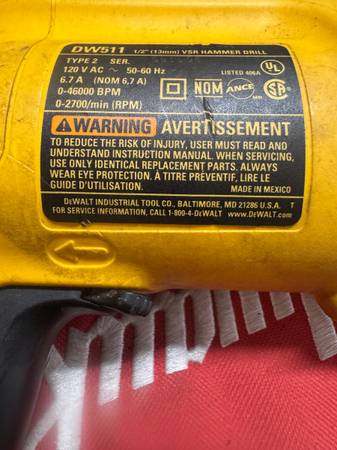 DW511 1/2" (13mm) VSR HAMMER DRILL
TYPE 2 SER.
120 V AC ~ 50-60 Hz
6.7 A (NOM 6,7 A)
0-46000 BPM
0-2700/min (RPM)
LISTED 406A
UL
NOM
ANCE
SA
WARNING AVERTISSEMENT
TO REDUCE THE RISK OF INJURY, USER MUST READ AND
UNDERSTAND INSTRUCTION MANUAL. WHEN SERVICING,
USE ONLY IDENTICAL REPLACEMENT PARTS. ALWAYS
WEAR EYE PROTECTION. À TITRE PRÉVENTIF, LIRE LE
GUIDE D'UTILISATION. MADE IN MEXICO
DEWALT INDUSTRIAL TOOL CO., BALTIMORE, MD 21286 U.S.A. T
FOR SERVICE INFORMATION, CALL 1-800-4-DEWALT www.DEWALT.com